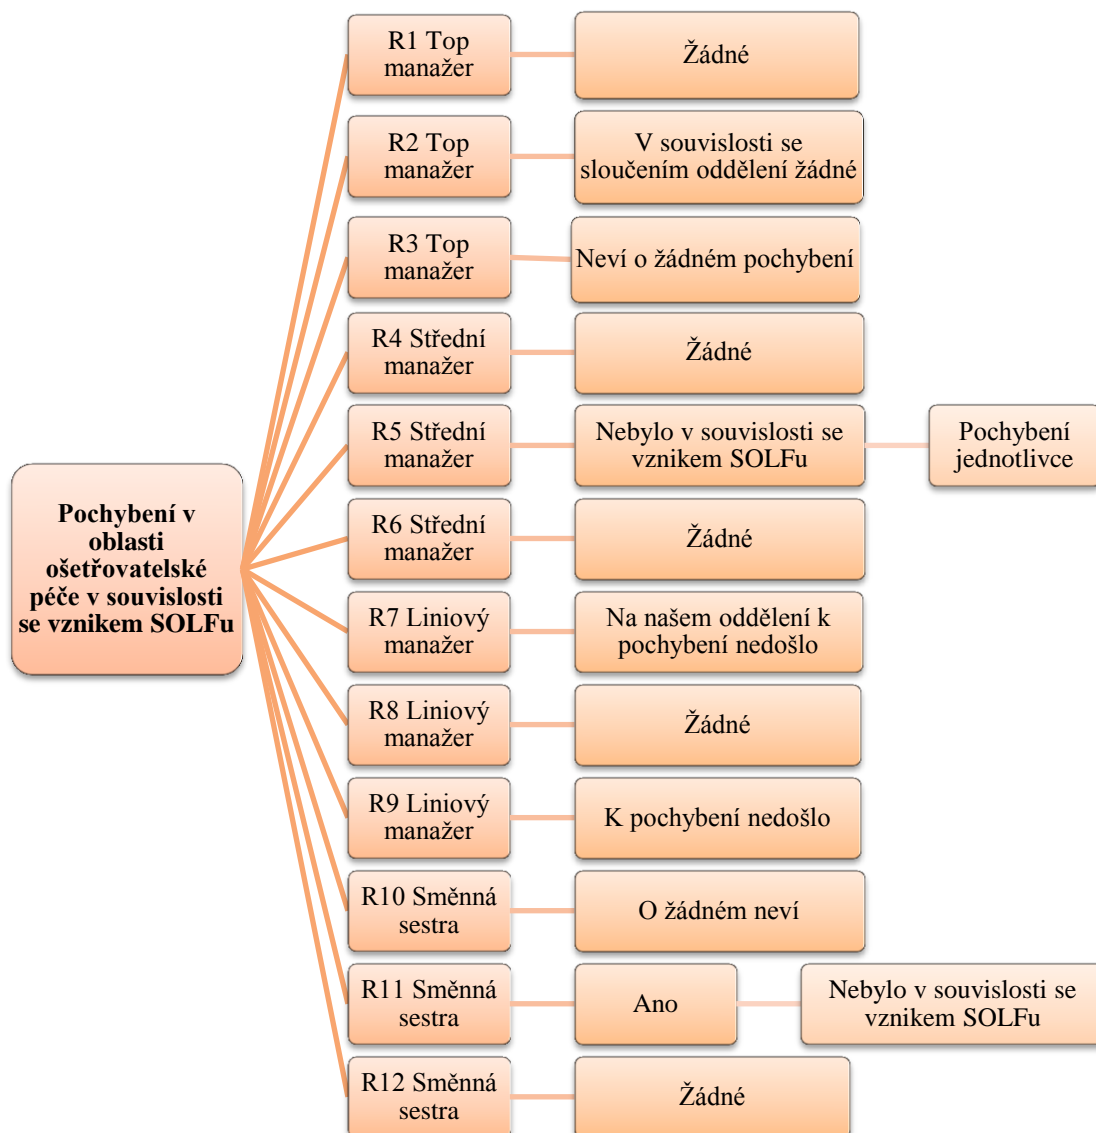 R1 Top
manažer
Žádné
R2 Top
manažer
V souvislosti se
sloučením oddělení žádné
R3 Top
manažer
Neví o žádném pochybení
R4 Střední
manažer
Žádné
R5 Střední
manažer
Nebylo v souvislosti se
vznikem SOLFu
Pochybení
jednotlivce
Pochybení v
oblasti
ošetřovatelské
péče v souvislosti
se vznikem SOLFu
R6 Střední
manažer
Žádné
R7 Liniový
manažer
Na našem oddělení k
pochybení nedošlo
R8 Liniový
manažer
Žádné
R9 Liniový
manažer
K pochybení nedošlo
R10 Směnná
sestra
O žádném neví
R11 Směnná
sestra
Ano
Nebylo v souvislosti se
vznikem SOLFu
R12 Směnná
sestra
Žádné